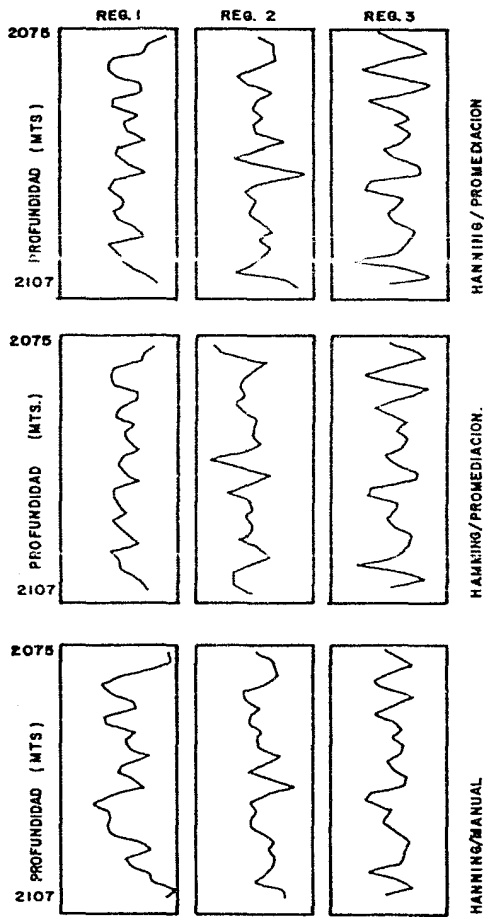 REG. 1 REG. 2 REG. 3
2075
PROFUNDIDAD (MTS)
2107
HANNING/PROMEDIACION
2075
PROFUNDIDAD (MTS.)
2107
HAMMING/PROMEDIACION.
2075
PROFUNDIDAD (MTS)
2107
HANNING/MANUAL